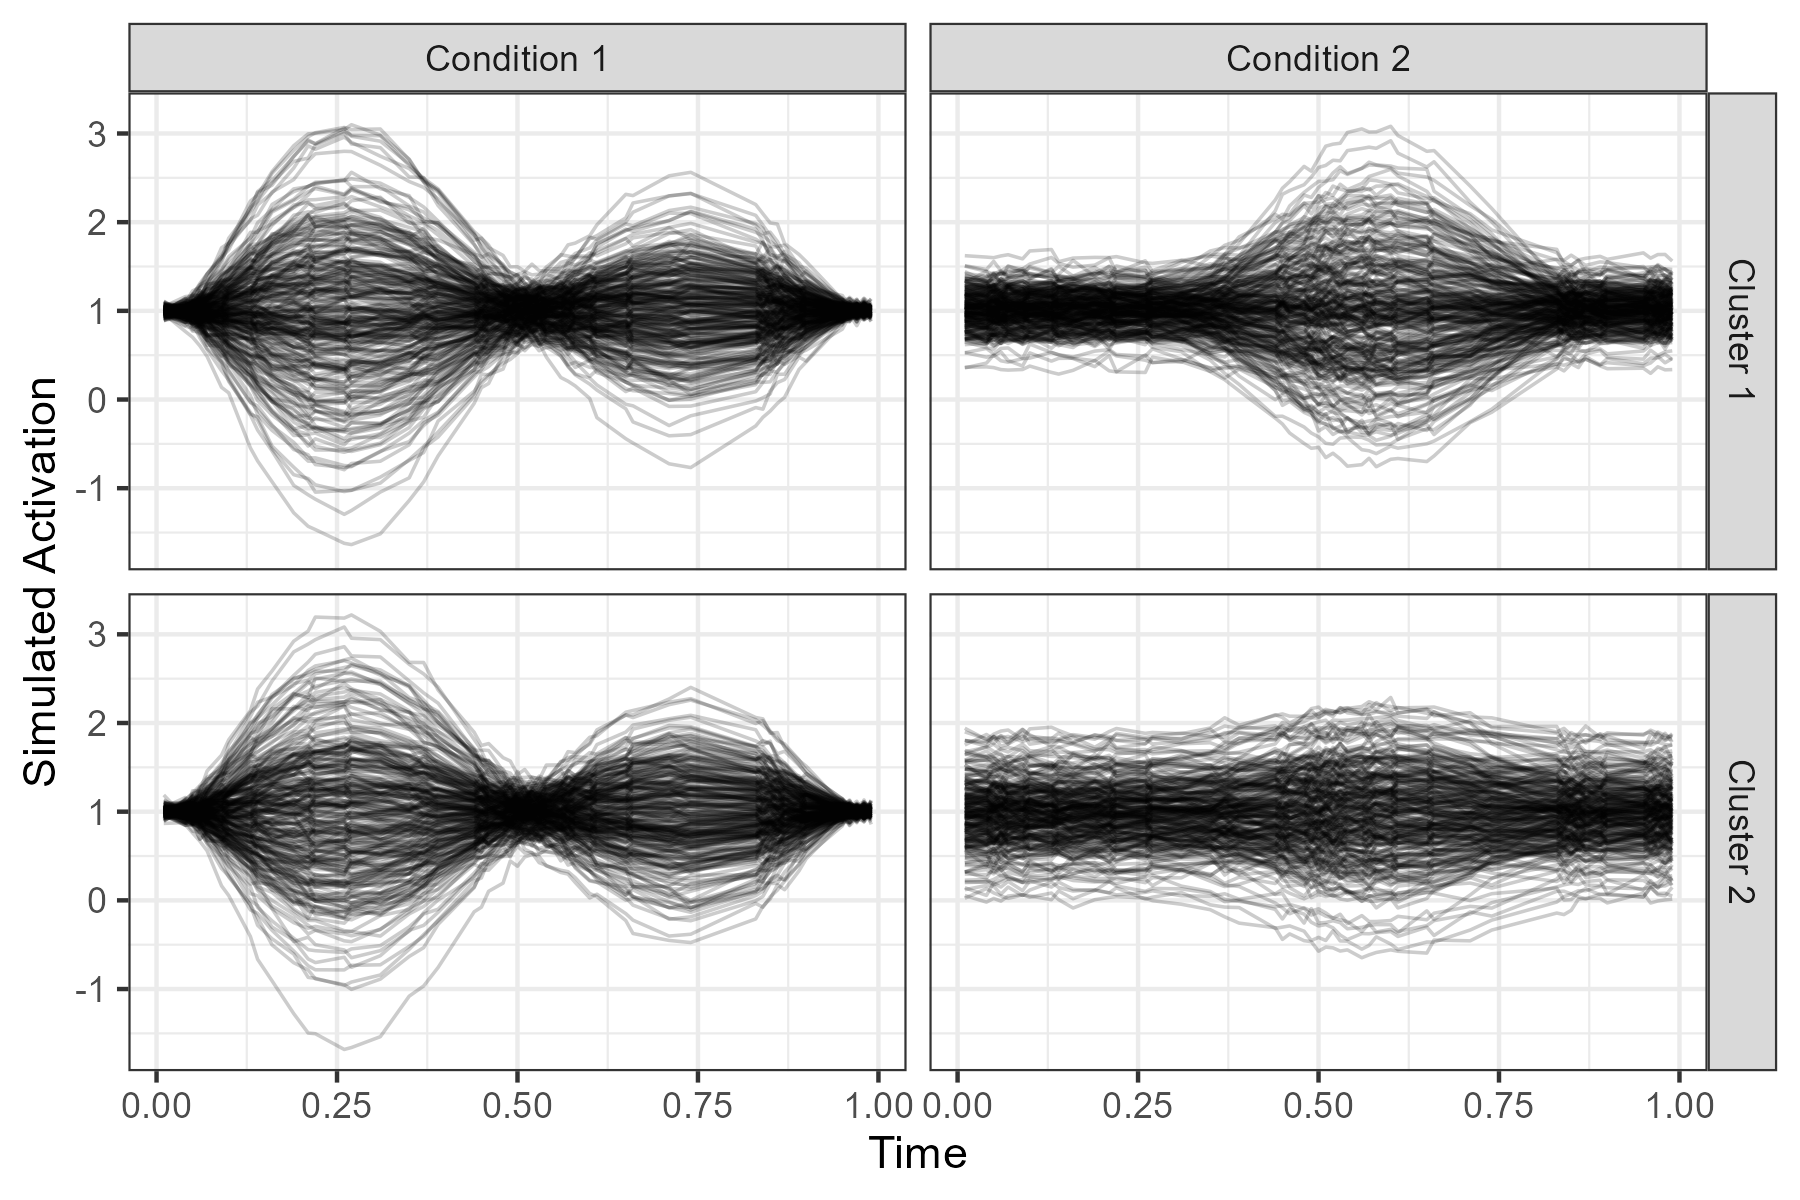 Condition 1
Condition 2
3
2
1
0
-1
Cluster 1
Simulated Activation
3
2
1
0
-1
Cluster 2
0.00 0.25 0.50 0.75 1.00
0.00 0.25 0.50 0.75 1.00
Time